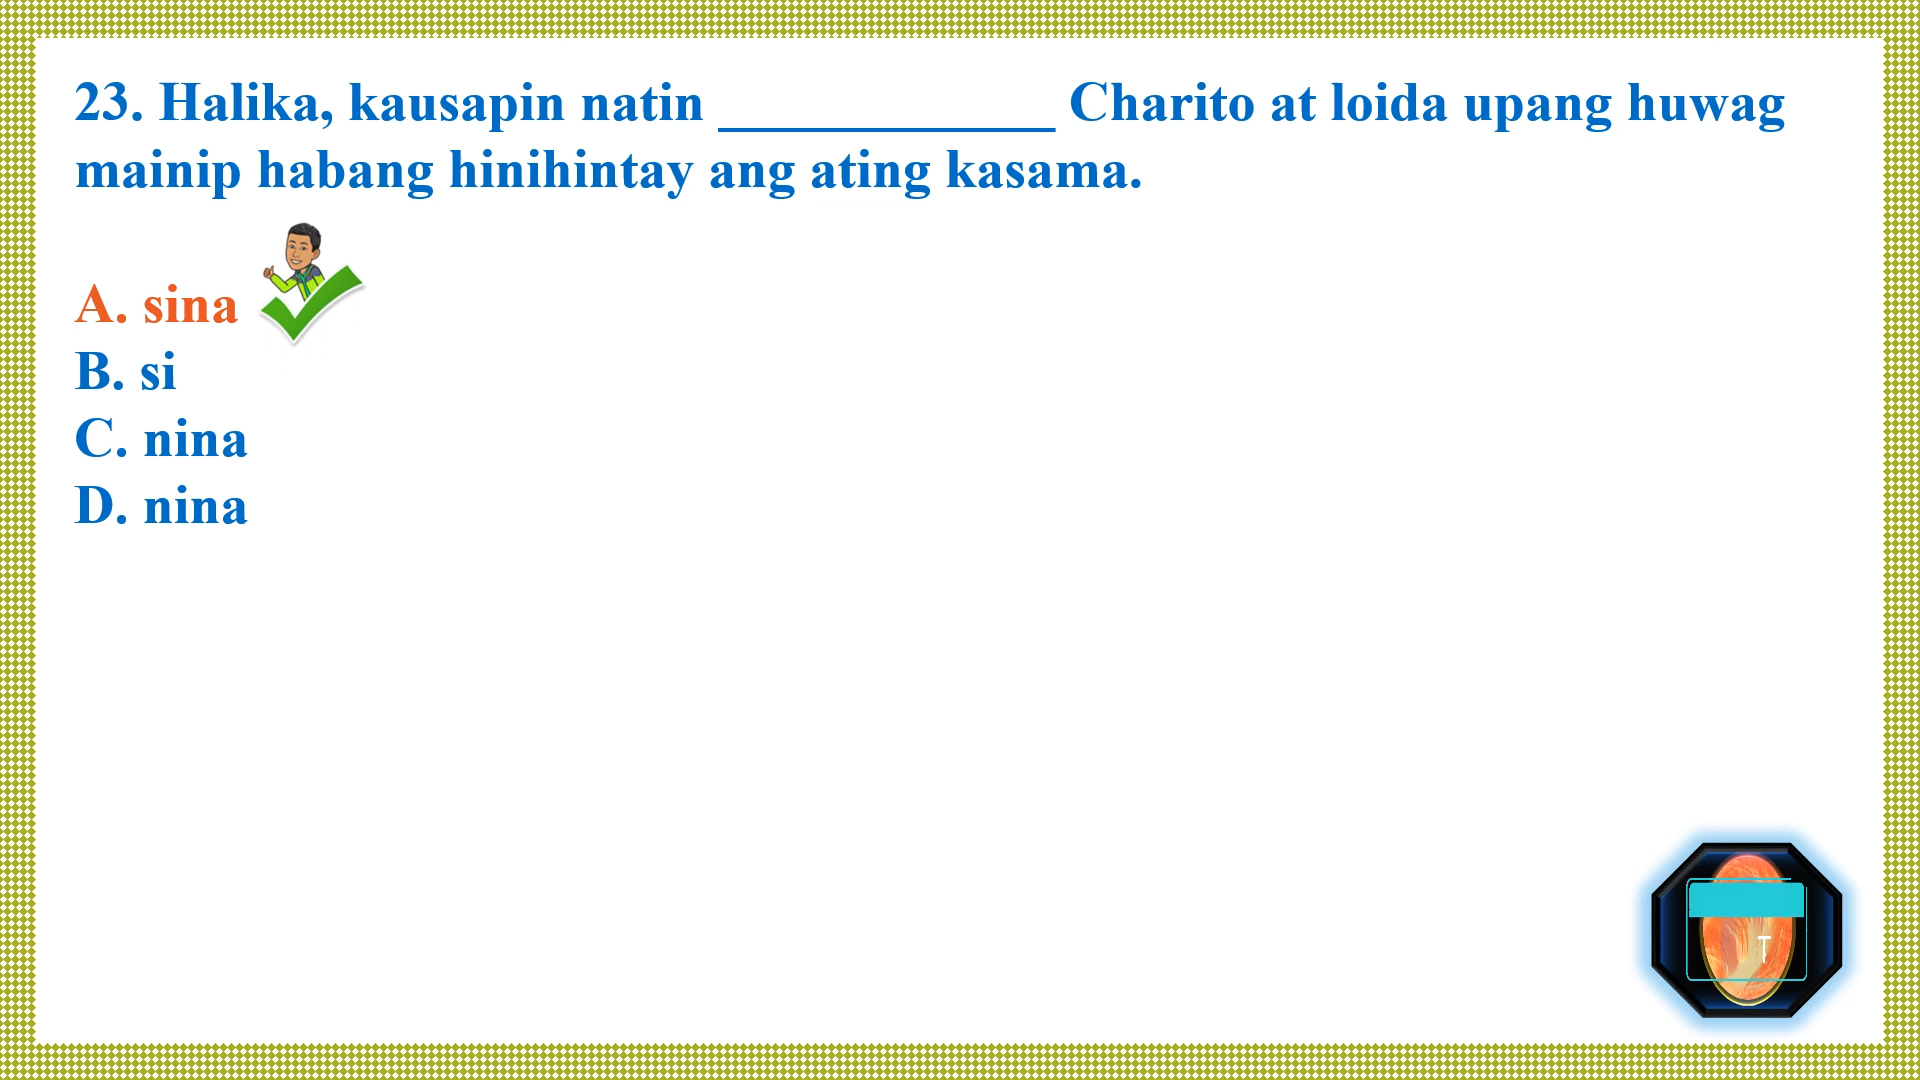 23. Halika, kausapin natin ____________ Charito at loida upang huwag
mainip habang hinihintay ang ating kasama.
A. sina
B. si
C. nina
D. nina
T